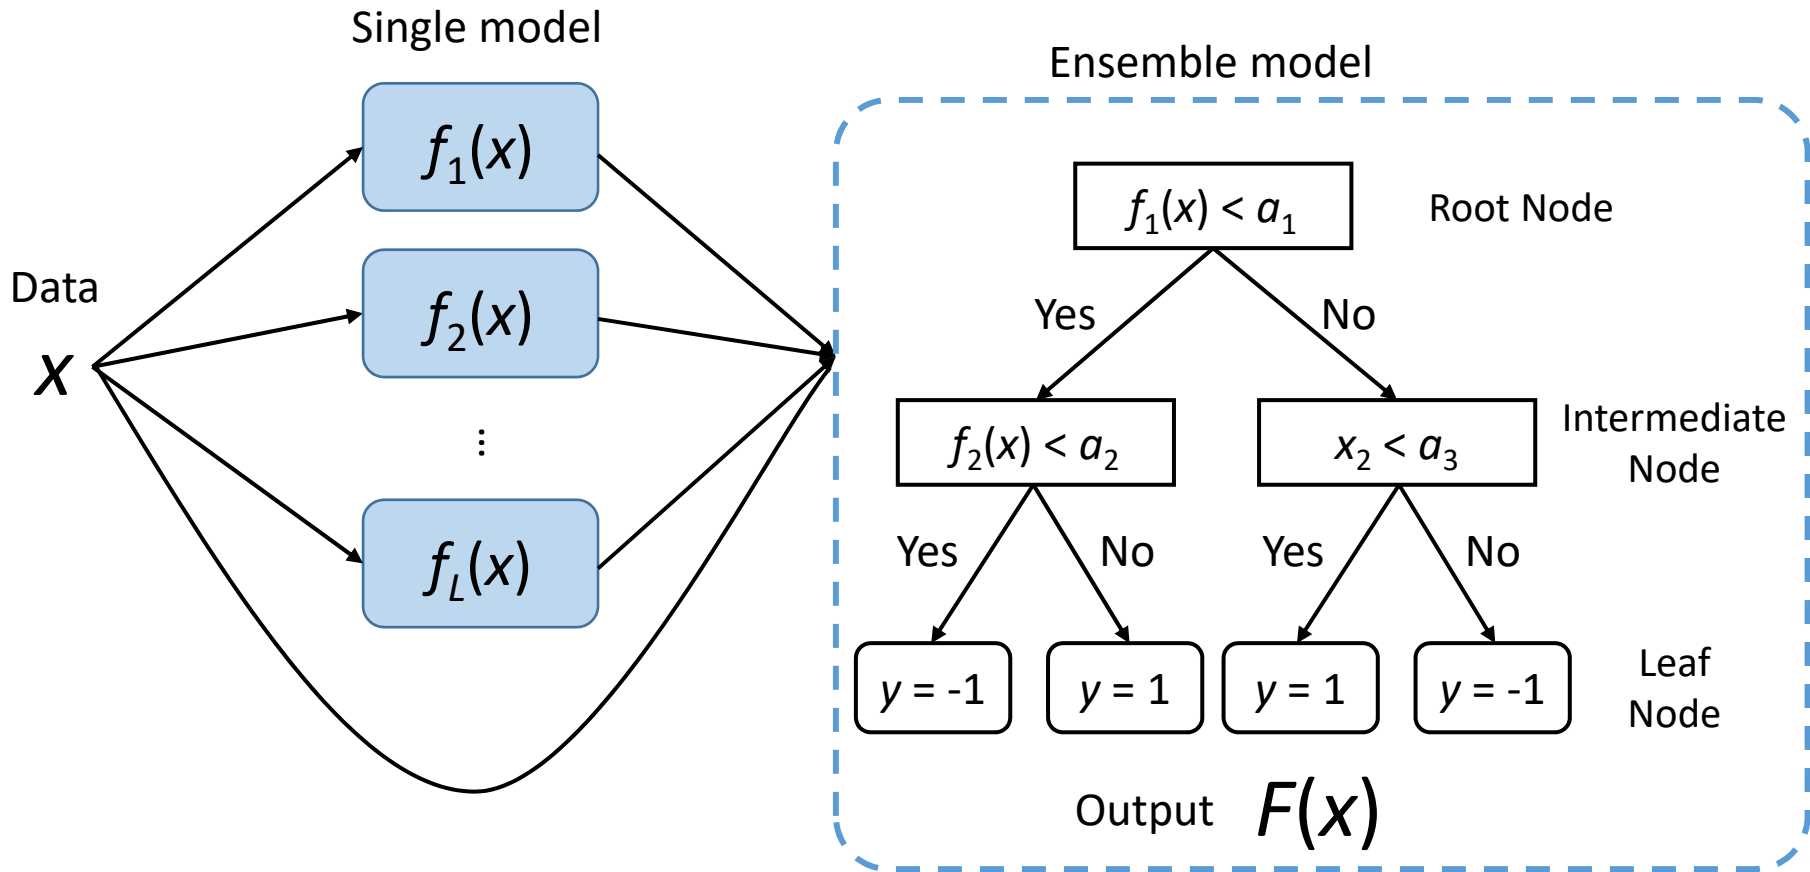 Single model
f₁(x)
f₂(x)
...
f_L(x)
Data
x
Ensemble model
f₁(x) < a₁
Root Node
Yes
No
f₂(x) < a₂
x₂ < a₃
Intermediate
Node
Yes
No
Yes
No
y = -1
y = 1
y = 1
y = -1
Leaf
Node
Output F(x)